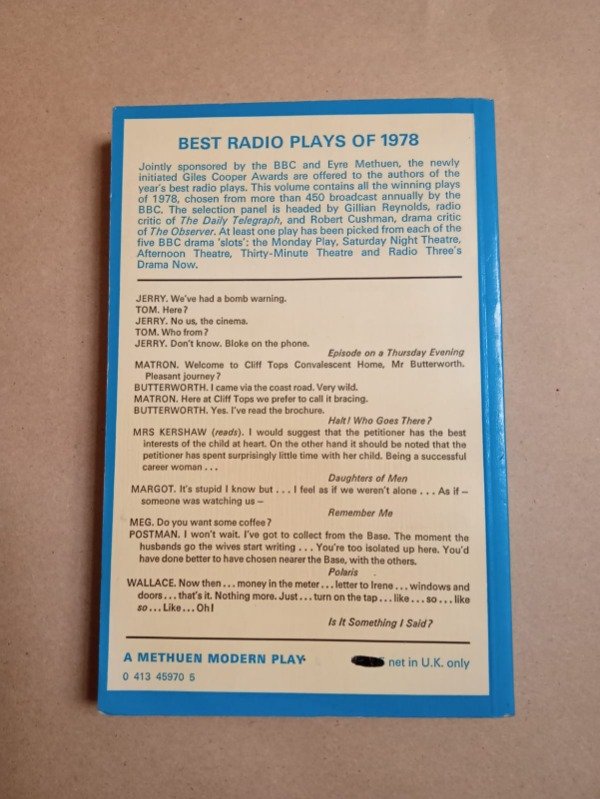 BEST RADIO PLAYS OF 1978
Jointly sponsored by the BBC and Eyre Methuen, the newly
initiated Giles Cooper Awards are offered to the authors of the
year's best radio plays. This volume contains all the winning plays
of 1978, chosen from more than 450 broadcast annually by the
BBC. The selection panel is headed by Gillian Reynolds, radio
critic of The Daily Telegraph, and Robert Cushman, drama critic
of The Observer. At least one play has been picked from each of the
five BBC drama 'slots': the Monday Play, Saturday Night Theatre,
Afternoon Theatre, Thirty-Minute Theatre and Radio Three's
Drama Now.
JERRY. We've had a bomb warning.
TOM. Here?
JERRY. No us, the cinema.
TOM. Who from?
JERRY. Don't know. Bloke on the phone.
Episode on a Thursday Evening
MATRON. Welcome to Cliff Tops Convalescent Home, Mr Butterworth.
Pleasant journey?
BUTTERWORTH. I came via the coast road. Very wild.
MATRON. Here at Cliff Tops we prefer to call it bracing.
BUTTERWORTH. Yes. I've read the brochure.
Halt! Who Goes There?
MRS KERSHAW (reads). I would suggest that the petitioner has the best
interests of the child at heart. On the other hand it should be noted that the
petitioner has spent surprisingly little time with her child. Being a successful
career woman ...
Daughters of Men
MARGOT. It's stupid I know but ... I feel as if we weren't alone ... As if –
someone was watching us –
Remember Me
MEG. Do you want some coffee?
POSTMAN. I won't wait. I've got to collect from the Base. The moment the
husbands go the wives start writing ... You're too isolated up here. You'd
have done better to have chosen nearer the Base, with the others.
Polaris
WALLACE. Now then ... money in the meter ... letter to Irene ... windows and
doors ... that's it. Nothing more. Just ... turn on the tap ... like ... so ... like
so ... Like ... Oh!
Is It Something I Said?
A METHUEN MODERN PLAY
net in U.K. only
0 413 45970 5